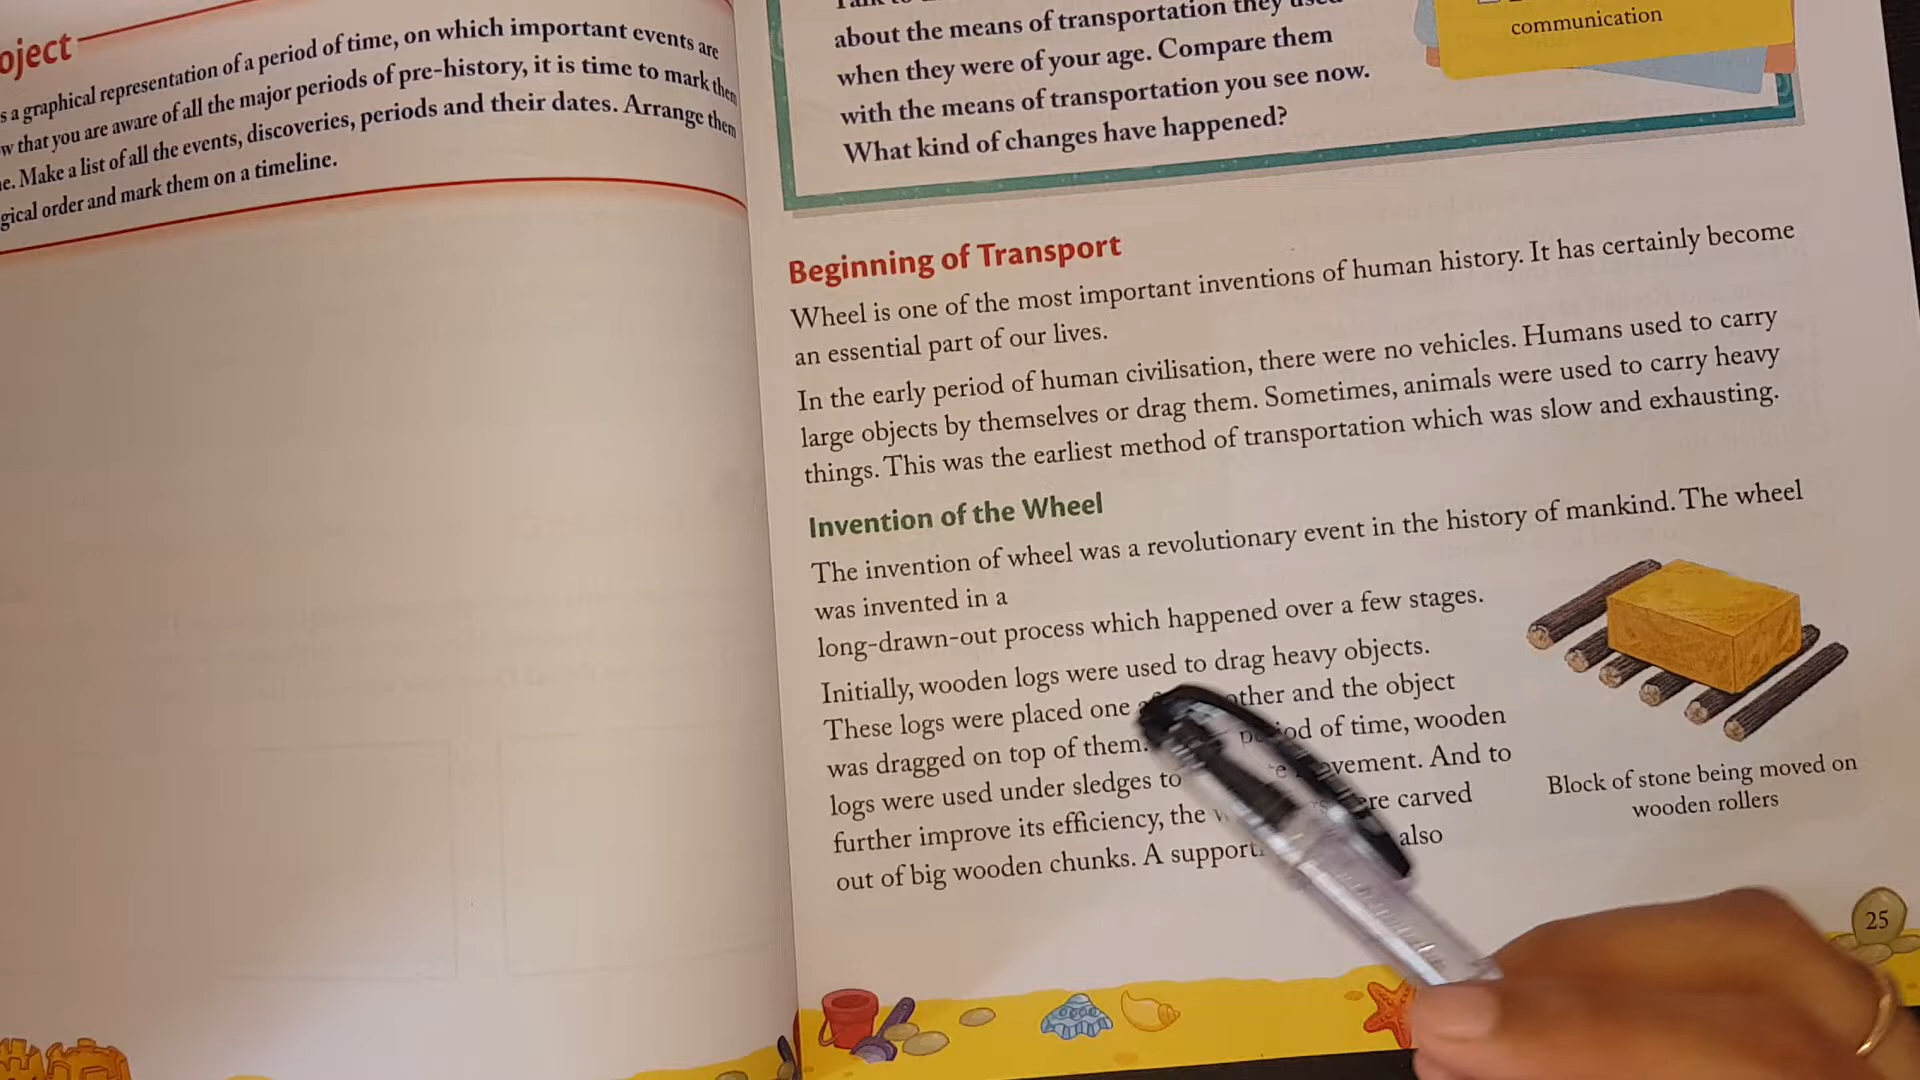 oject
s a graphical representation of a period of time, on which important events are
w that you are aware of all the major periods of pre-history, it is time to mark them
e. Make a list of all the events, discoveries, periods and their dates. Arrange them
gical order and mark them on a timeline.
about the means of transportation they used
when they were of your age. Compare them
with the means of transportation you see now.
What kind of changes have happened?
communication
Beginning of Transport
Wheel is one of the most important inventions of human history. It has certainly become
an essential part of our lives.
In the early period of human civilisation, there were no vehicles. Humans used to carry
large objects by themselves or drag them. Sometimes, animals were used to carry heavy
things. This was the earliest method of transportation which was slow and exhausting.
Invention of the Wheel
The invention of wheel was a revolutionary event in the history of mankind. The wheel
was invented in a
long-drawn-out process which happened over a few stages.
Initially, wooden logs were used to drag heavy objects.
These logs were placed one other and the object
was dragged on top of them. of time, wooden
logs were used under sledges to And to
further improve its efficiency, the carved
out of big wooden chunks. A also
Block of stone being moved on
wooden rollers
25